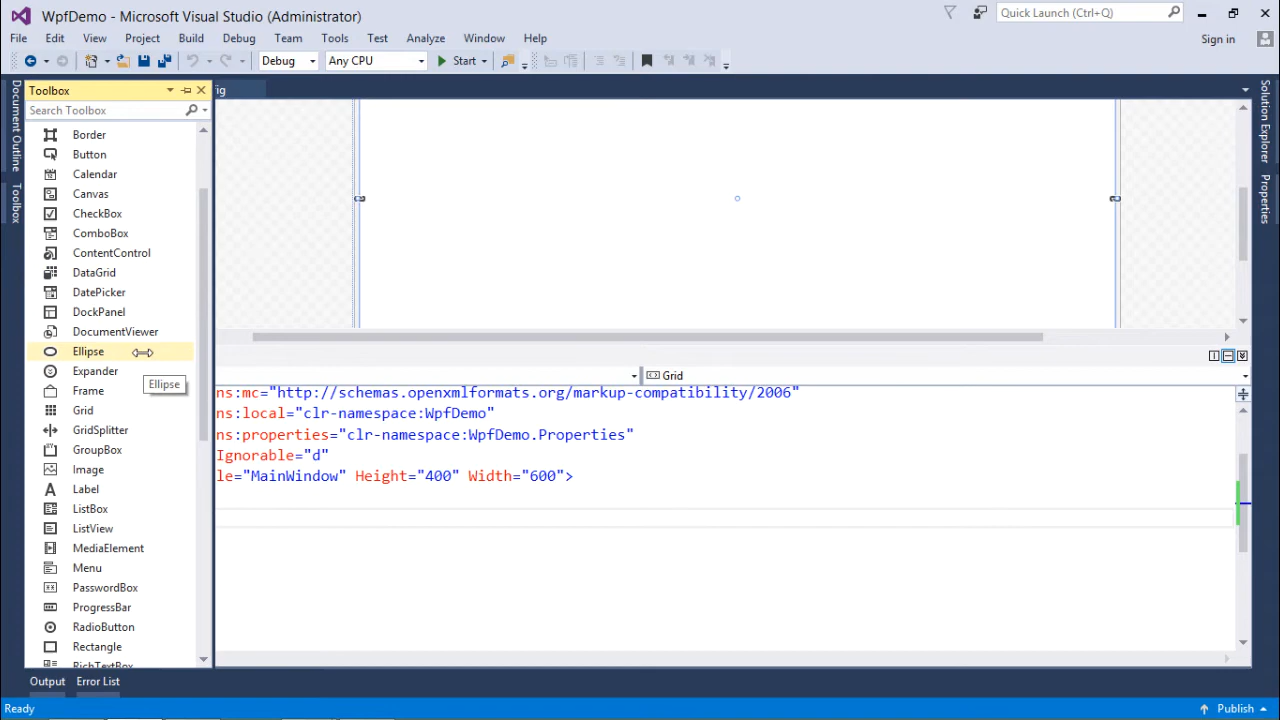 WpfDemo - Microsoft Visual Studio (Administrator)
Quick Launch (Ctrl+Q)
File Edit View Project Build Debug Team Tools Test Analyze Window Help
Sign in
Debug Any CPU Start
Document Outline
Toolbox
Toolbox
Search Toolbox
Border
Button
Calendar
Canvas
CheckBox
ComboBox
ContentControl
DataGrid
DatePicker
DockPanel
DocumentViewer
Ellipse
Expander
Ellipse
Frame
Grid
GridSplitter
GroupBox
Image
Label
ListBox
ListView
MediaElement
Menu
PasswordBox
ProgressBar
RadioButton
Rectangle
RichTextBox
ig
Grid
ns:mc="http://schemas.openxmlformats.org/markup-compatibility/2006"
ns:local="clr-namespace:WpfDemo"
ns:properties="clr-namespace:WpfDemo.Properties"
Ignorable="d"
le="MainWindow" Height="400" Width="600">
Solution Explorer
Properties
Output Error List
Ready
Publish